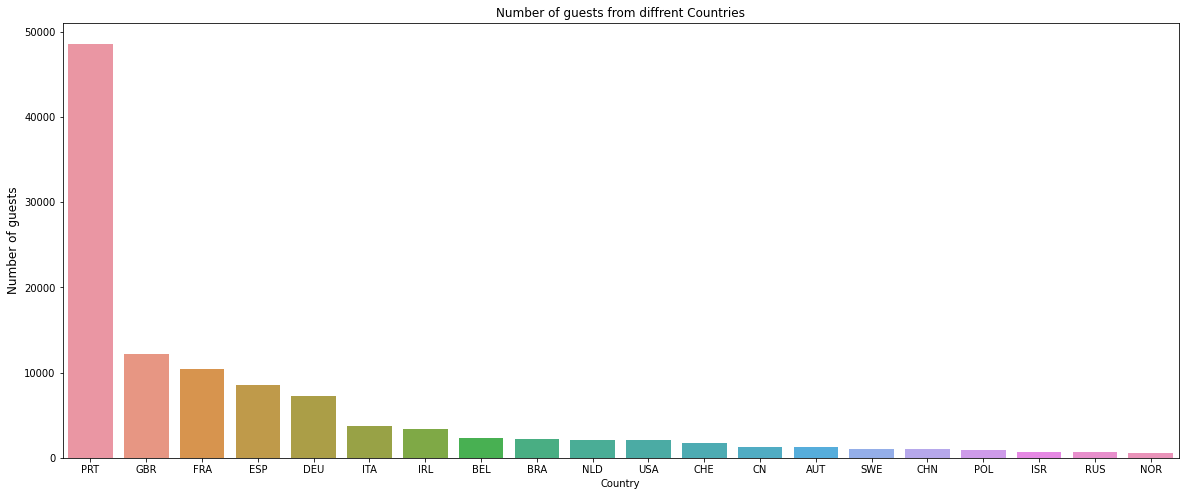 Number of guests from diffrent Countries
50000
40000
30000
20000
10000
0
Number of guests
PRT GBR FRA ESP DEU ITA IRL BEL BRA NLD USA CHE CN AUT SWE CHN POL ISR RUS NOR
Country